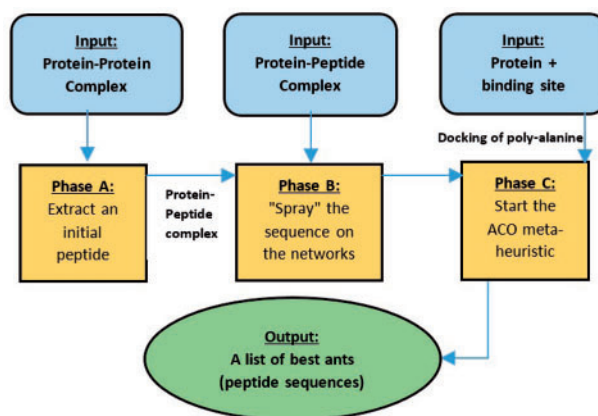 Input:
Protein-Protein
Complex
Input:
Protein-Peptide
Complex
Input:
Protein +
binding site
Docking of poly-alanine
Phase A:
Extract an
initial
peptide
Protein-
Peptide
complex
Phase B:
"Spray" the
sequence on
the networks
Phase C:
Start the
ACO meta-
heuristic
Output:
A list of best ants
(peptide sequences)